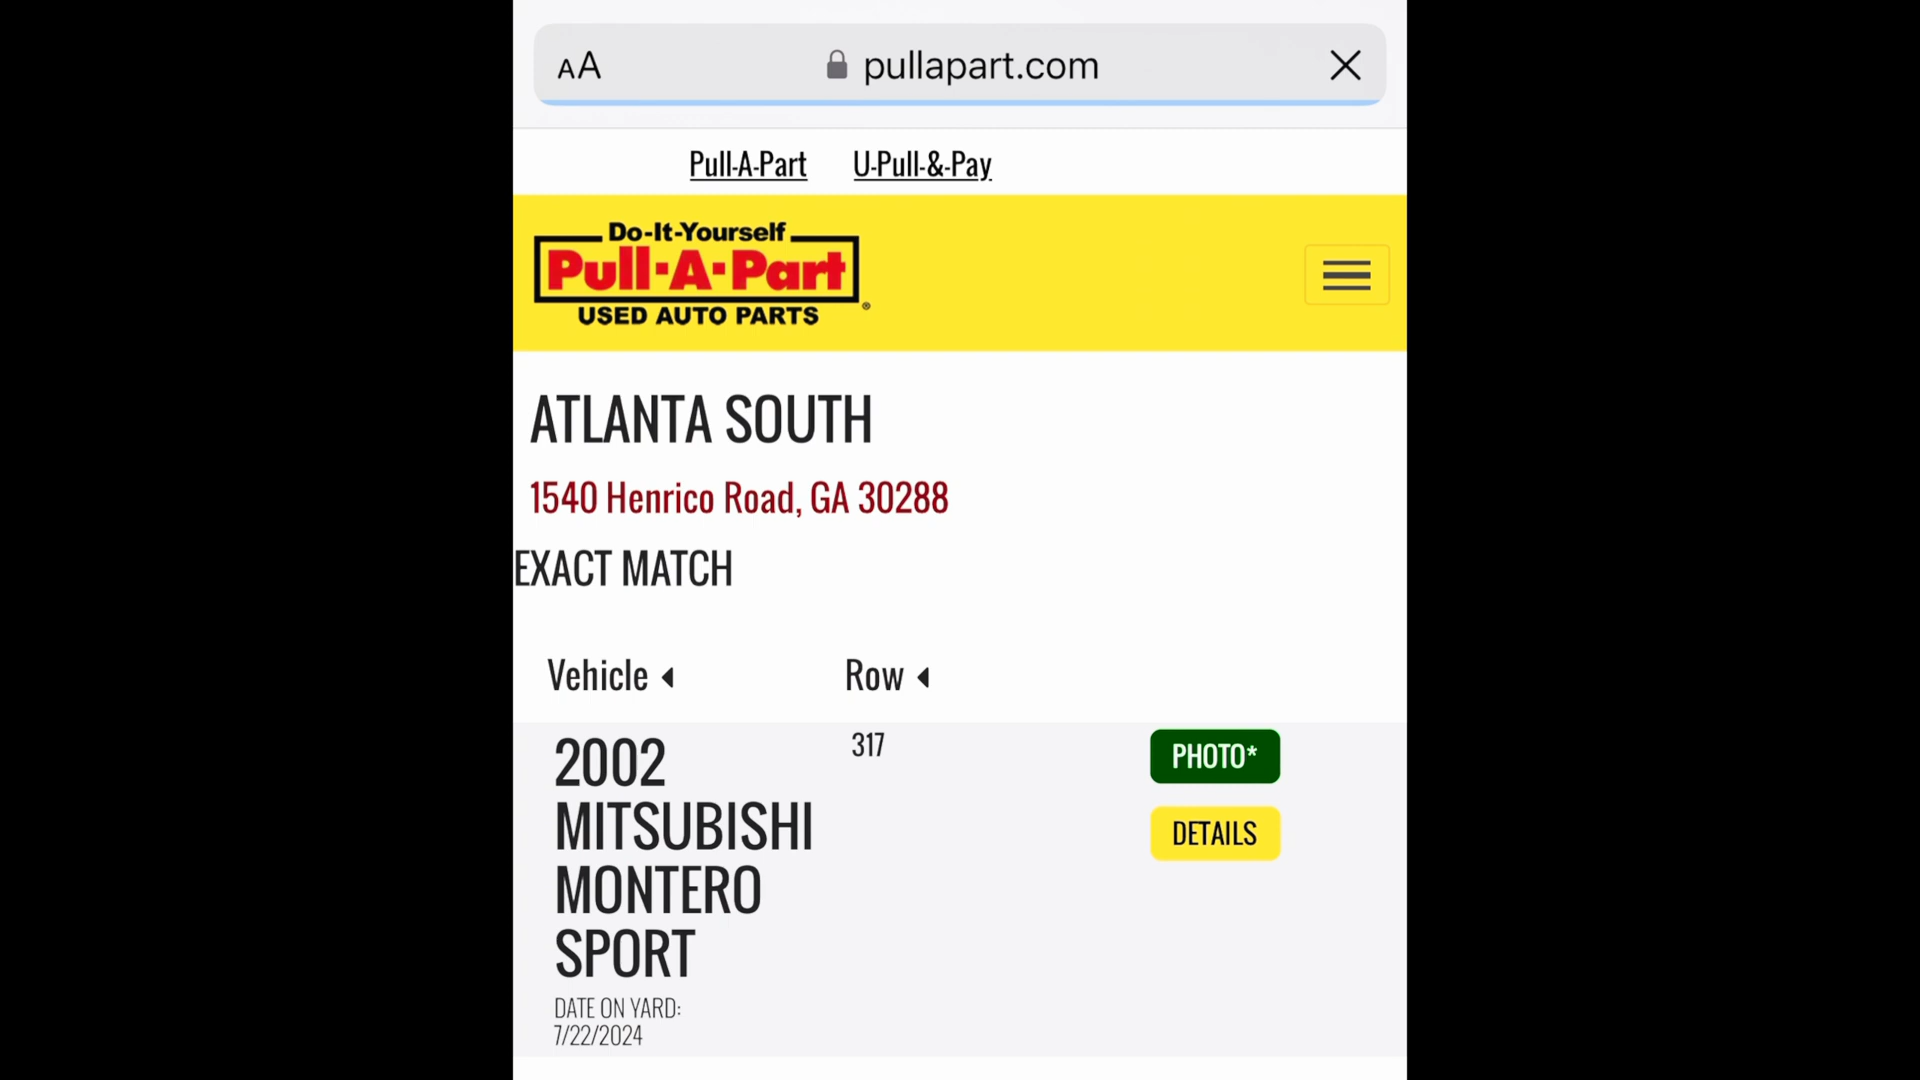 AA
pullapart.com
Pull-A-Part U-Pull-&-Pay
Do-It-Yourself
Pull·A·Part
USED AUTO PARTS ®
ATLANTA SOUTH
1540 Henrico Road, GA 30288
EXACT MATCH
Vehicle Row
2002 317 PHOTO*
MITSUBISHI DETAILS
MONTERO
SPORT
DATE ON YARD:
7/22/2024